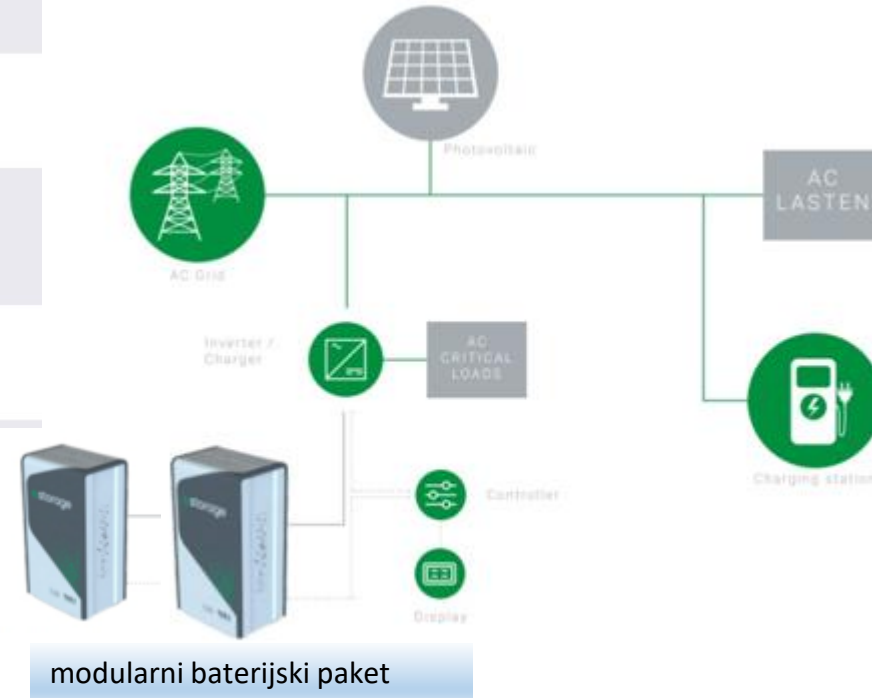 Photovoltaic
AC
LASTEN
AC Grid
Inverter /
Charger
AC
CRITICAL
LOADS
Charging station
storage
storage
Controller
Display
modularni baterijski paket